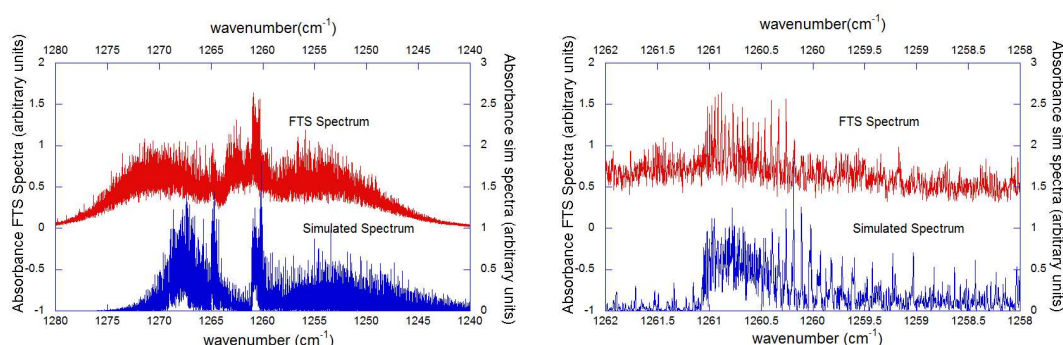 wavenumber(cm-1)
1280 1275 1270 1265 1260 1255 1250 1245 1240
Absorbance FTS Spectra (arbitrary units)
2
1.5
1
0.5
0
-0.5
-1
FTS Spectrum
Simulated Spectrum
3
2.5
2
1.5
1
0.5
0
Absorbance sim spectra (arbitrary units)
1280 1275 1270 1265 1260 1255 1250 1245 1240
wavenumber (cm-1)
wavenumber(cm-1)
1262 1261.5 1261 1260.5 1260 1259.5 1259 1258.5 1258
Absorbance FTS Spectra (arbitrary units)
2
1.5
1
0.5
0
-0.5
-1
FTS Spectrum
Simulated Spectrum
3
2.5
2
1.5
1
0.5
0
Absorbance sim spectra (arbitrary units)
1262 1261.5 1261 1260.5 1260 1259.5 1259 1258.5 1258
wavenumber (cm-1)